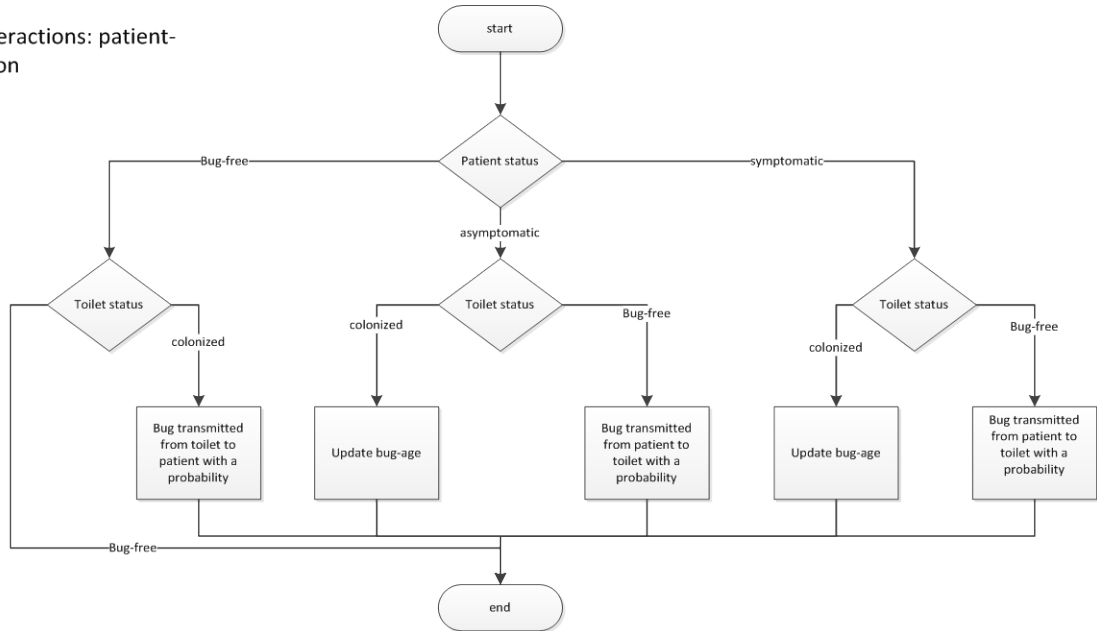 start
eractions: patient-
on
Patient status
Bug-free
symptomatic
asymptomatic
Toilet status
Toilet status
Toilet status
colonized
colonized
Bug-free
colonized
Bug-free
Bug transmitted
from toilet to
patient with a
probability
Update bug-age
Bug transmitted
from patient to
toilet with a
probability
Update bug-age
Bug transmitted
from patient to
toilet with a
probability
Bug-free
end